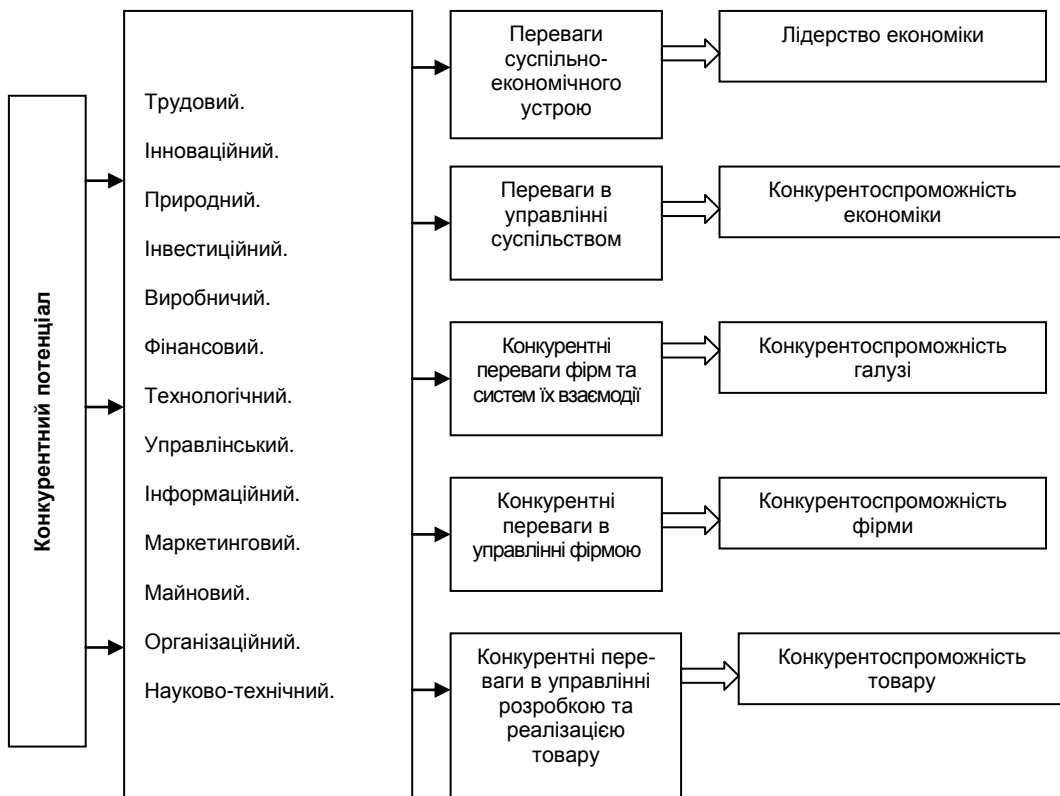 Конкурентний потенціал
Трудовий.
Інноваційний.
Природний.
Інвестиційний.
Виробничий.
Фінансовий.
Технологічний.
Управлінський.
Інформаційний.
Маркетинговий.
Майновий.
Організаційний.
Науково-технічний.
Переваги
суспільно-
економічного
устрою
Лідерство економіки
Переваги в
управлінні
суспільством
Конкурентоспроможність
економіки
Конкурентні
переваги фірм та
систем їх взаємодії
Конкурентоспроможність
галузі
Конкурентні
переваги в
управлінні фірмою
Конкурентоспроможність
фірми
Конкурентні пере-
ваги в управлінні
розробкою та
реалізацією
товару
Конкурентоспроможність
товару